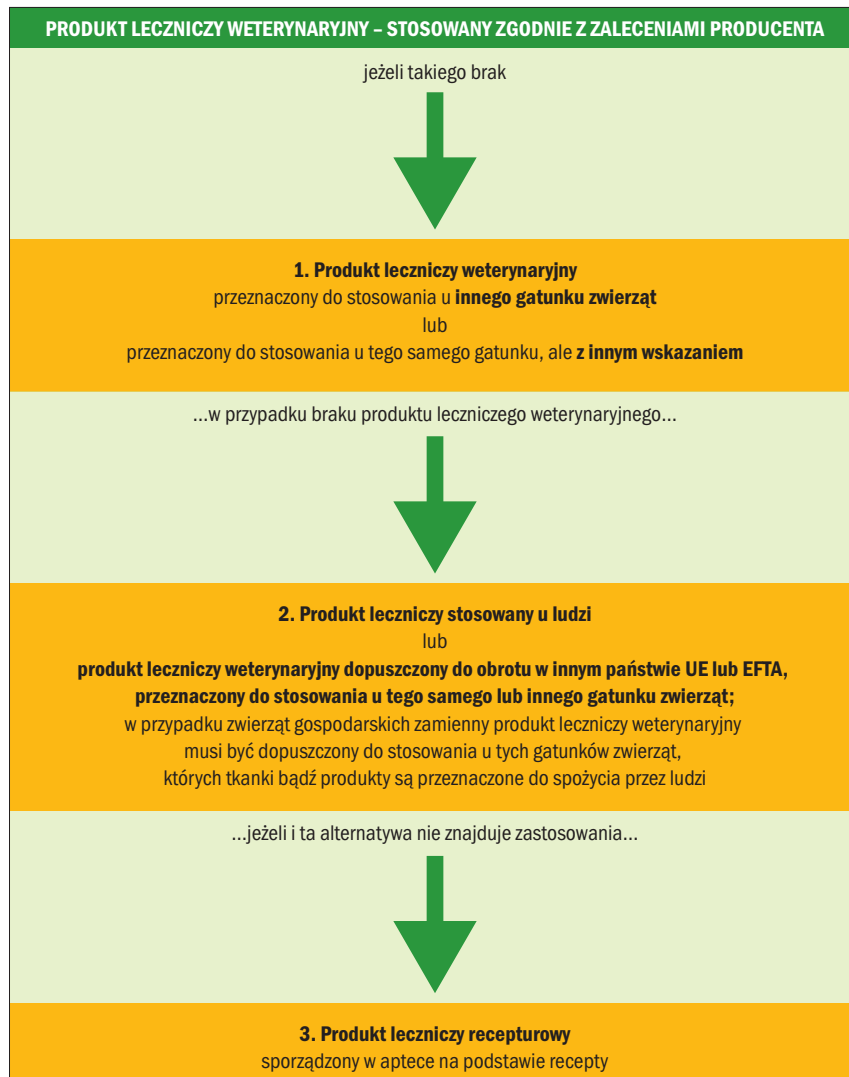 PRODUKT LECZNICZY WETERYNARYJNY – STOSOWANY ZGODNIE Z ZALECENIAMI PRODUCENTA
jeżeli takiego brak
1. Produkt leczniczy weterynaryjny
przeznaczony do stosowania u innego gatunku zwierząt
lub
przeznaczony do stosowania u tego samego gatunku, ale z innym wskazaniem
...w przypadku braku produktu leczniczego weterynaryjnego...
2. Produkt leczniczy stosowany u ludzi
lub
produkt leczniczy weterynaryjny dopuszczony do obrotu w innym państwie UE lub EFTA,
przeznaczony do stosowania u tego samego lub innego gatunku zwierząt;
w przypadku zwierząt gospodarskich zamienny produkt leczniczy weterynaryjny
musi być dopuszczony do stosowania u tych gatunków zwierząt,
których tkanki bądź produkty są przeznaczone do spożycia przez ludzi
...jeżeli i ta alternatywa nie znajduje zastosowania...
3. Produkt leczniczy recepturowy
sporządzony w aptece na podstawie recepty